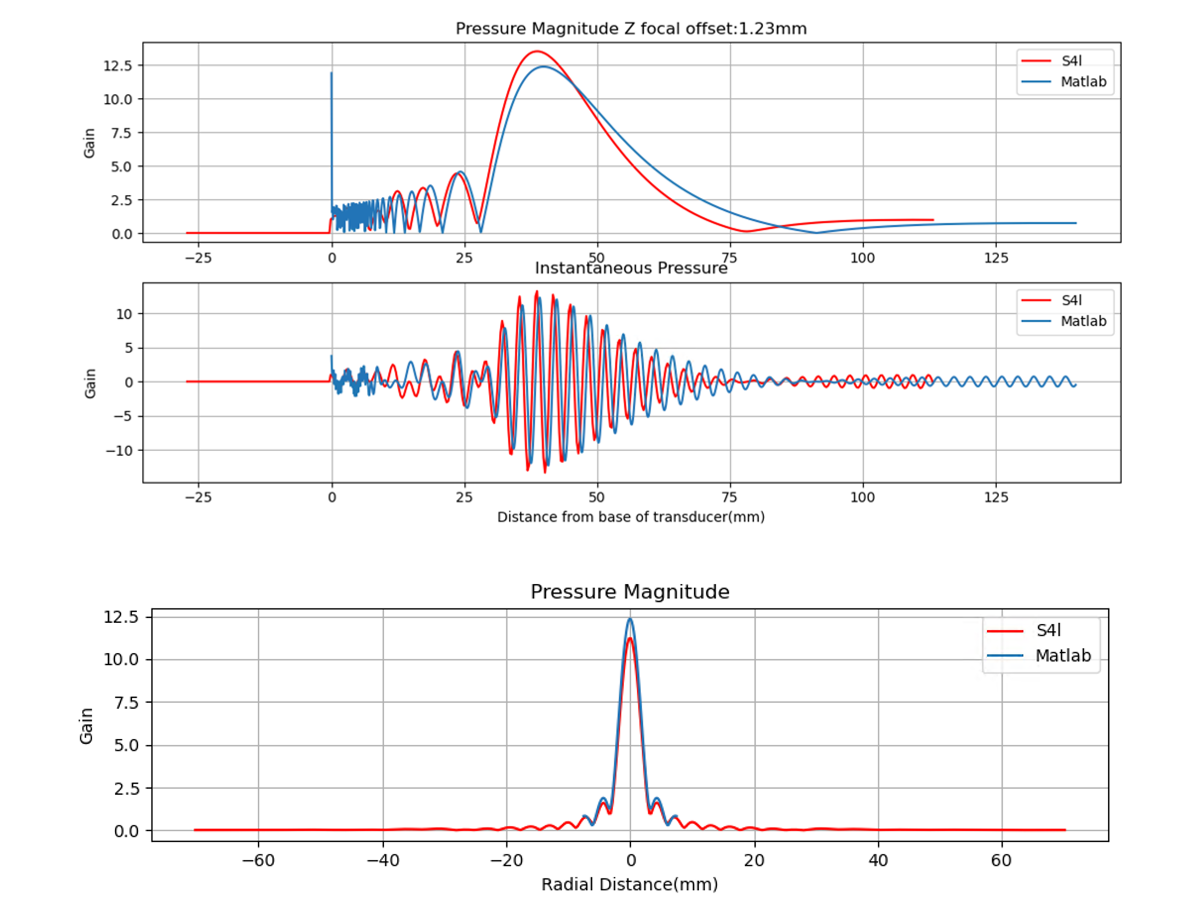 Pressure Magnitude Z focal offset:1.23mm
12.5
10.0
7.5
5.0
2.5
0.0
Gain
S4l
Matlab
−25 0 25 50 75 100 125
Instantaneous Pressure
10
5
0
−5
−10
Gain
S4l
Matlab
−25 0 25 50 75 100 125
Distance from base of transducer(mm)
Pressure Magnitude
12.5
10.0
7.5
5.0
2.5
0.0
Gain
S4l
Matlab
−60 −40 −20 0 20 40 60
Radial Distance(mm)